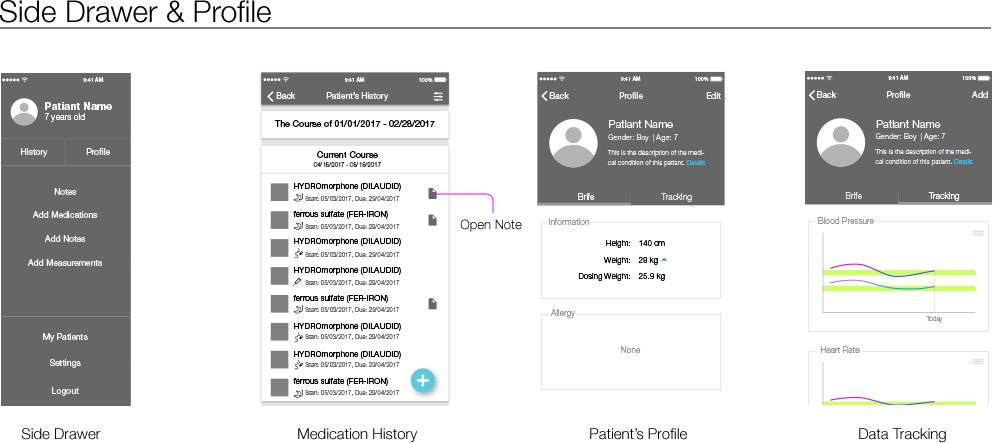 Side Drawer & Profile
9:41 AM
Patiant Name
7 years old
History Profile
Notes
Add Medications
Add Notes
Add Measurements
My Patients
Settings
Logout
Side Drawer
9:41 AM 100%
Back Patient's History
The Course of 01/01/2017 - 02/28/2017
Current Course
04/15/2017 - 05/15/2017
HYDROmorphone (DILAUDID)
Start: 05/03/2017, Due: 29/04/2017
ferrous sulfate (FER-IRON)
Start: 05/03/2017, Due: 29/04/2017
HYDROmorphone (DILAUDID)
Start: 05/03/2017, Due: 29/04/2017
HYDROmorphone (DILAUDID)
Start: 05/03/2017, Due: 29/04/2017
ferrous sulfate (FER-IRON)
Start: 05/03/2017, Due: 29/04/2017
HYDROmorphone (DILAUDID)
Start: 05/03/2017, Due: 29/04/2017
HYDROmorphone (DILAUDID)
Start: 05/03/2017, Due: 29/04/2017
ferrous sulfate (FER-IRON)
Start: 05/03/2017, Due: 29/04/2017
Open Note
Medication History
9:41 AM 100%
Back Profile Edit
Patiant Name
Gender: Boy | Age: 7
This is the description of the medi-
cal condition of this patiant. Details
Brife Tracking
Information
Height: 140 cm
Weight: 29 kg
Dosing Weight: 25.9 kg
Allergy
None
Patient's Profile
9:41 AM 100%
Back Profile Add
Patiant Name
Gender: Boy | Age: 7
This is the description of the medi-
cal condition of this patiant. Details
Brife Tracking
Blood Pressure
Today
Heart Rate
Data Tracking